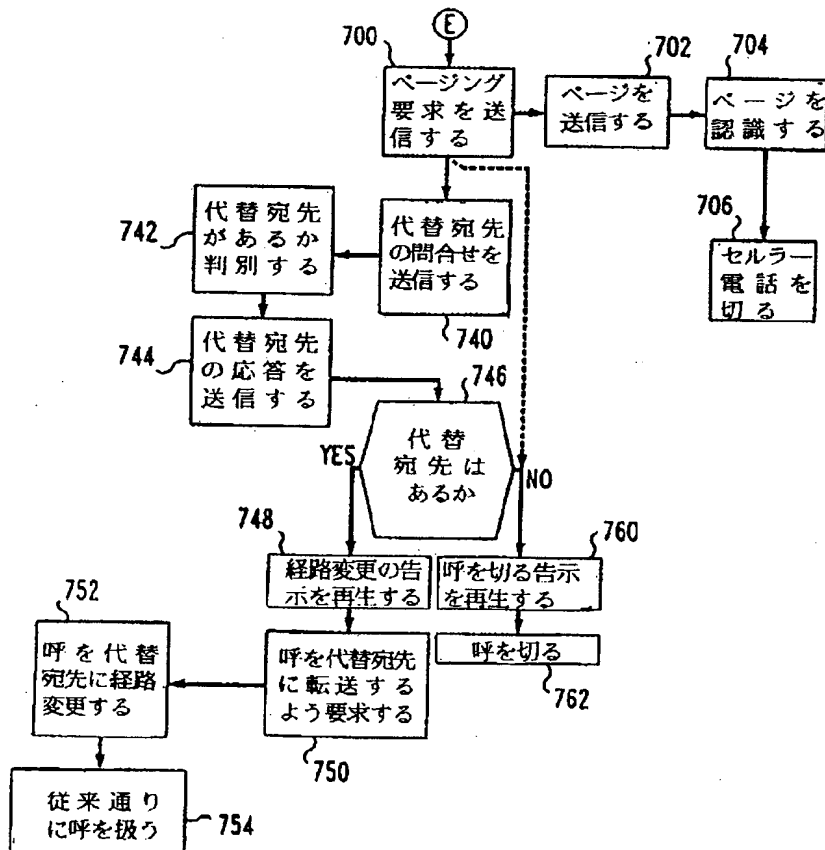 E
700
ページング
要求を送
信する
702
ページを
送信する
704
ページを
認識する
706
セルラー
電話を
切る
742
代替宛先
があるか
判別する
代替宛先
の問合せを
送信する
740
744
代替宛先
の応答を
送信する
746
代替
宛先は
あるか
YES
NO
748
経路変更の告
示を再生する
760
呼を切る告示
を再生する
752
呼を代替
宛先に経路
変更する
呼を代替宛先
に転送する
よう要求する
750
呼を切る
762
従来通り
に呼を扱う
754